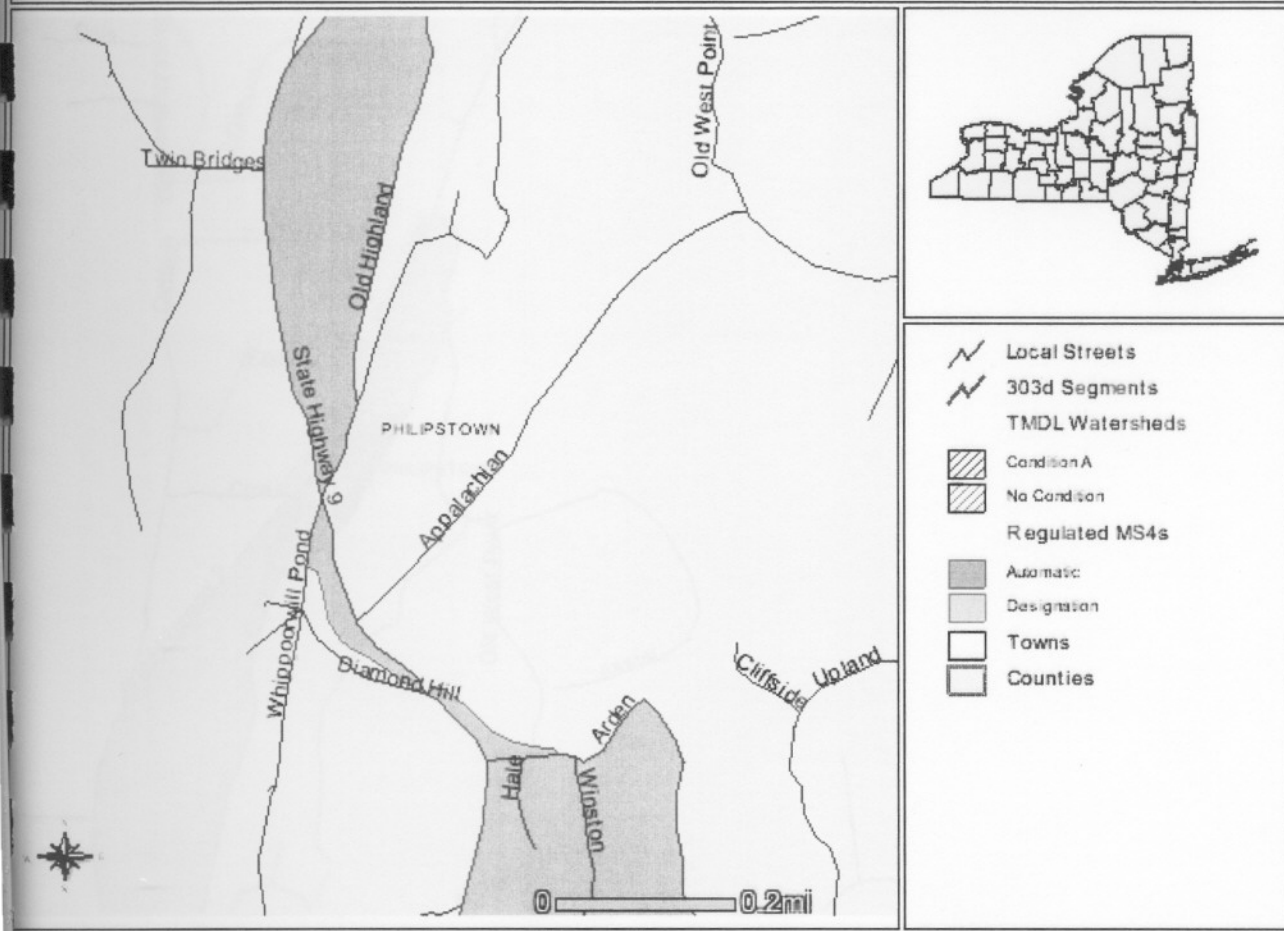 Old West Point
Twin Bridges
Old Highland
State Highway 9
PHILIPSTOWN
Appalachian
Whippoorwill Pond
Diamond Hill
Cliffside
Upland
Arden
Hale
Winston
0 0.2mi
Local Streets
303d Segments
TMDL Watersheds
Condition A
No Condition
Regulated MS4s
Automatic
Designation
Towns
Counties